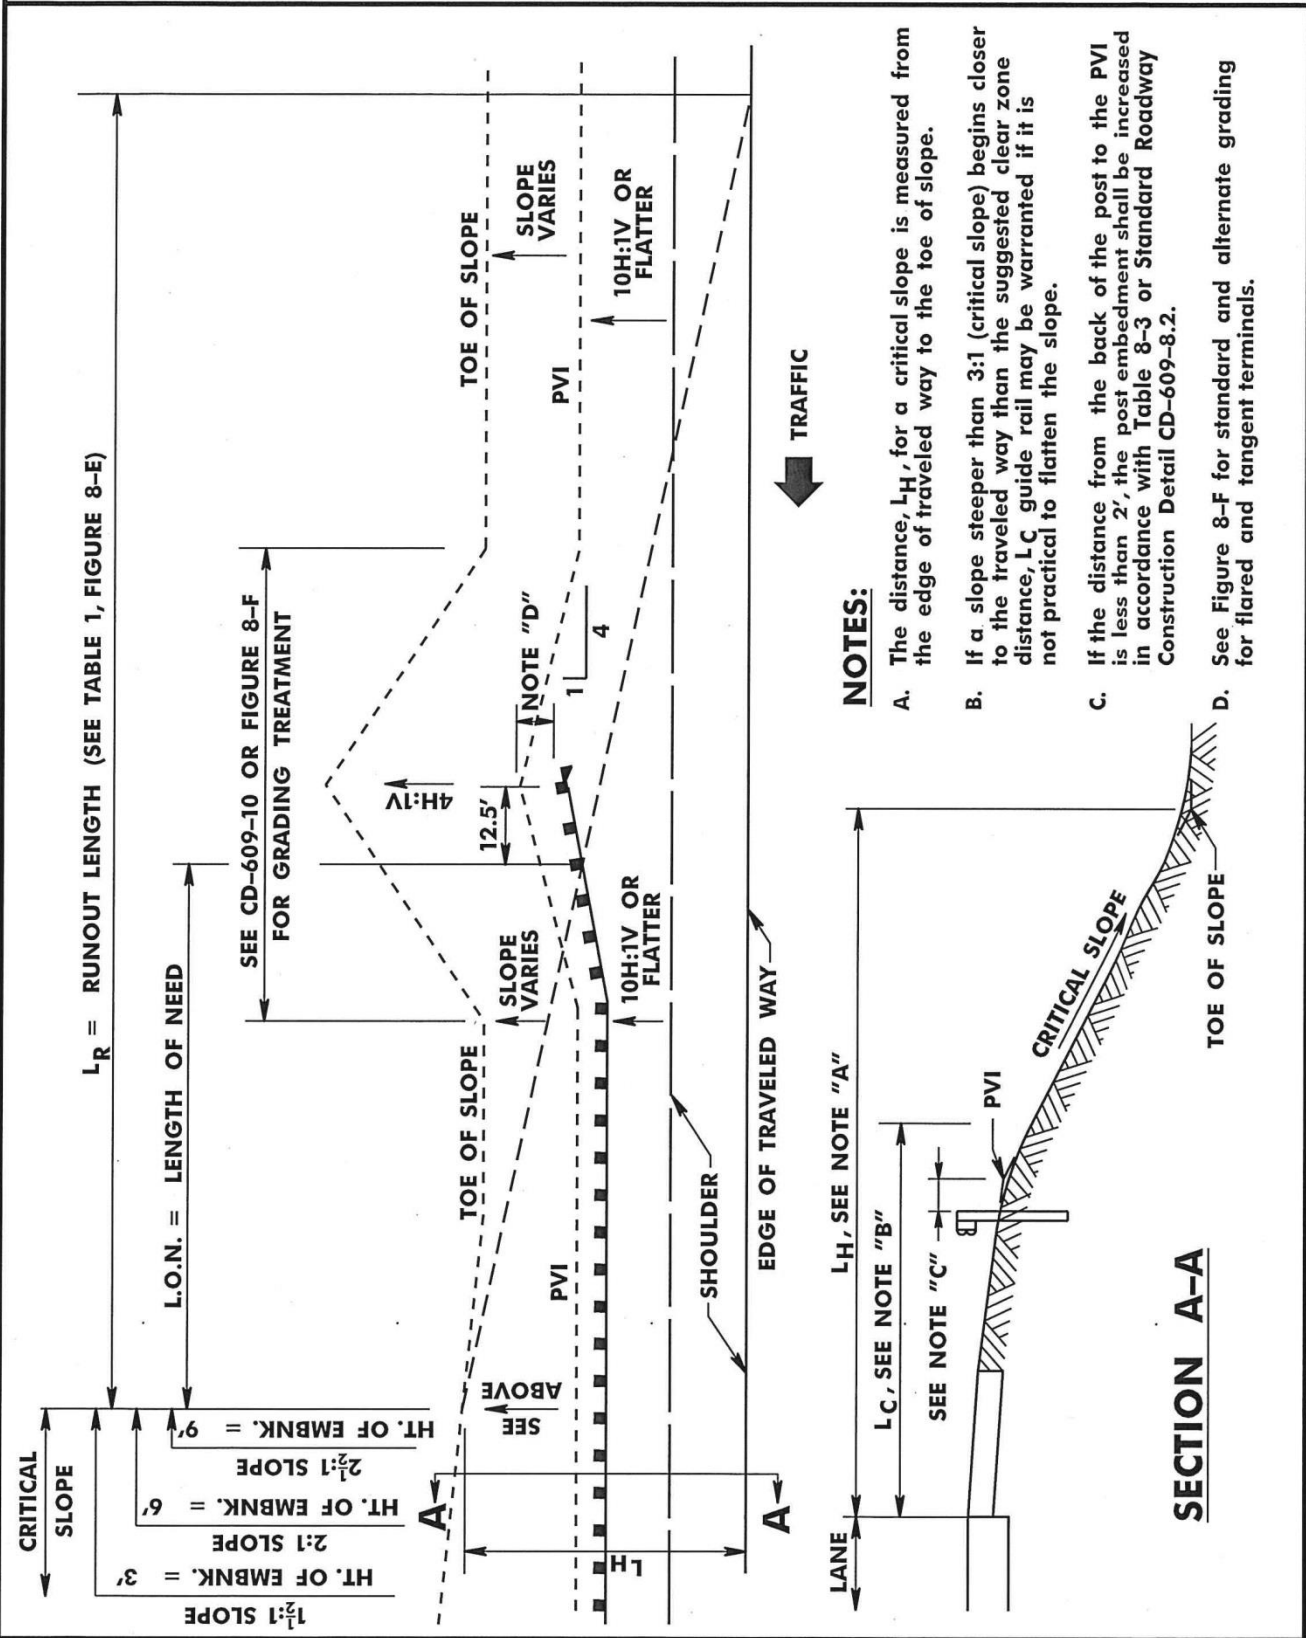 L_R = RUNOUT LENGTH (SEE TABLE 1, FIGURE 8-E)
CRITICAL
SLOPE
L.O.N. = LENGTH OF NEED
SEE CD-609-10 OR FIGURE 8-F
FOR GRADING TREATMENT
1½:1 SLOPE
HT. OF EMBNK. = 3'
2:1 SLOPE
HT. OF EMBNK. = 6'
2½:1 SLOPE
HT. OF EMBNK. = 9'
SEE
ABOVE
TOE OF SLOPE
SLOPE
VARIES
4H:1V
12.5'
NOTE "D"
1
4
TOE OF SLOPE
SLOPE
VARIES
PVI
PVI
10H:1V OR
FLATTER
10H:1V OR
FLATTER
A
A
L_H
SHOULDER
EDGE OF TRAVELED WAY
TRAFFIC
LANE
L_H, SEE NOTE "A"
L_C, SEE NOTE "B"
SEE NOTE "C"
PVI
CRITICAL SLOPE
TOE OF SLOPE
SECTION A-A
NOTES:
A. The distance, L_H, for a critical slope is measured from
the edge of traveled way to the toe of slope.
B. If a slope steeper than 3:1 (critical slope) begins closer
to the traveled way than the suggested clear zone
distance, L_C guide rail may be warranted if it is
not practical to flatten the slope.
C. If the distance from the back of the post to the PVI
is less than 2', the post embedment shall be increased
in accordance with Table 8-3 or Standard Roadway
Construction Detail CD-609-8.2.
D. See Figure 8-F for standard and alternate grading
for flared and tangent terminals.